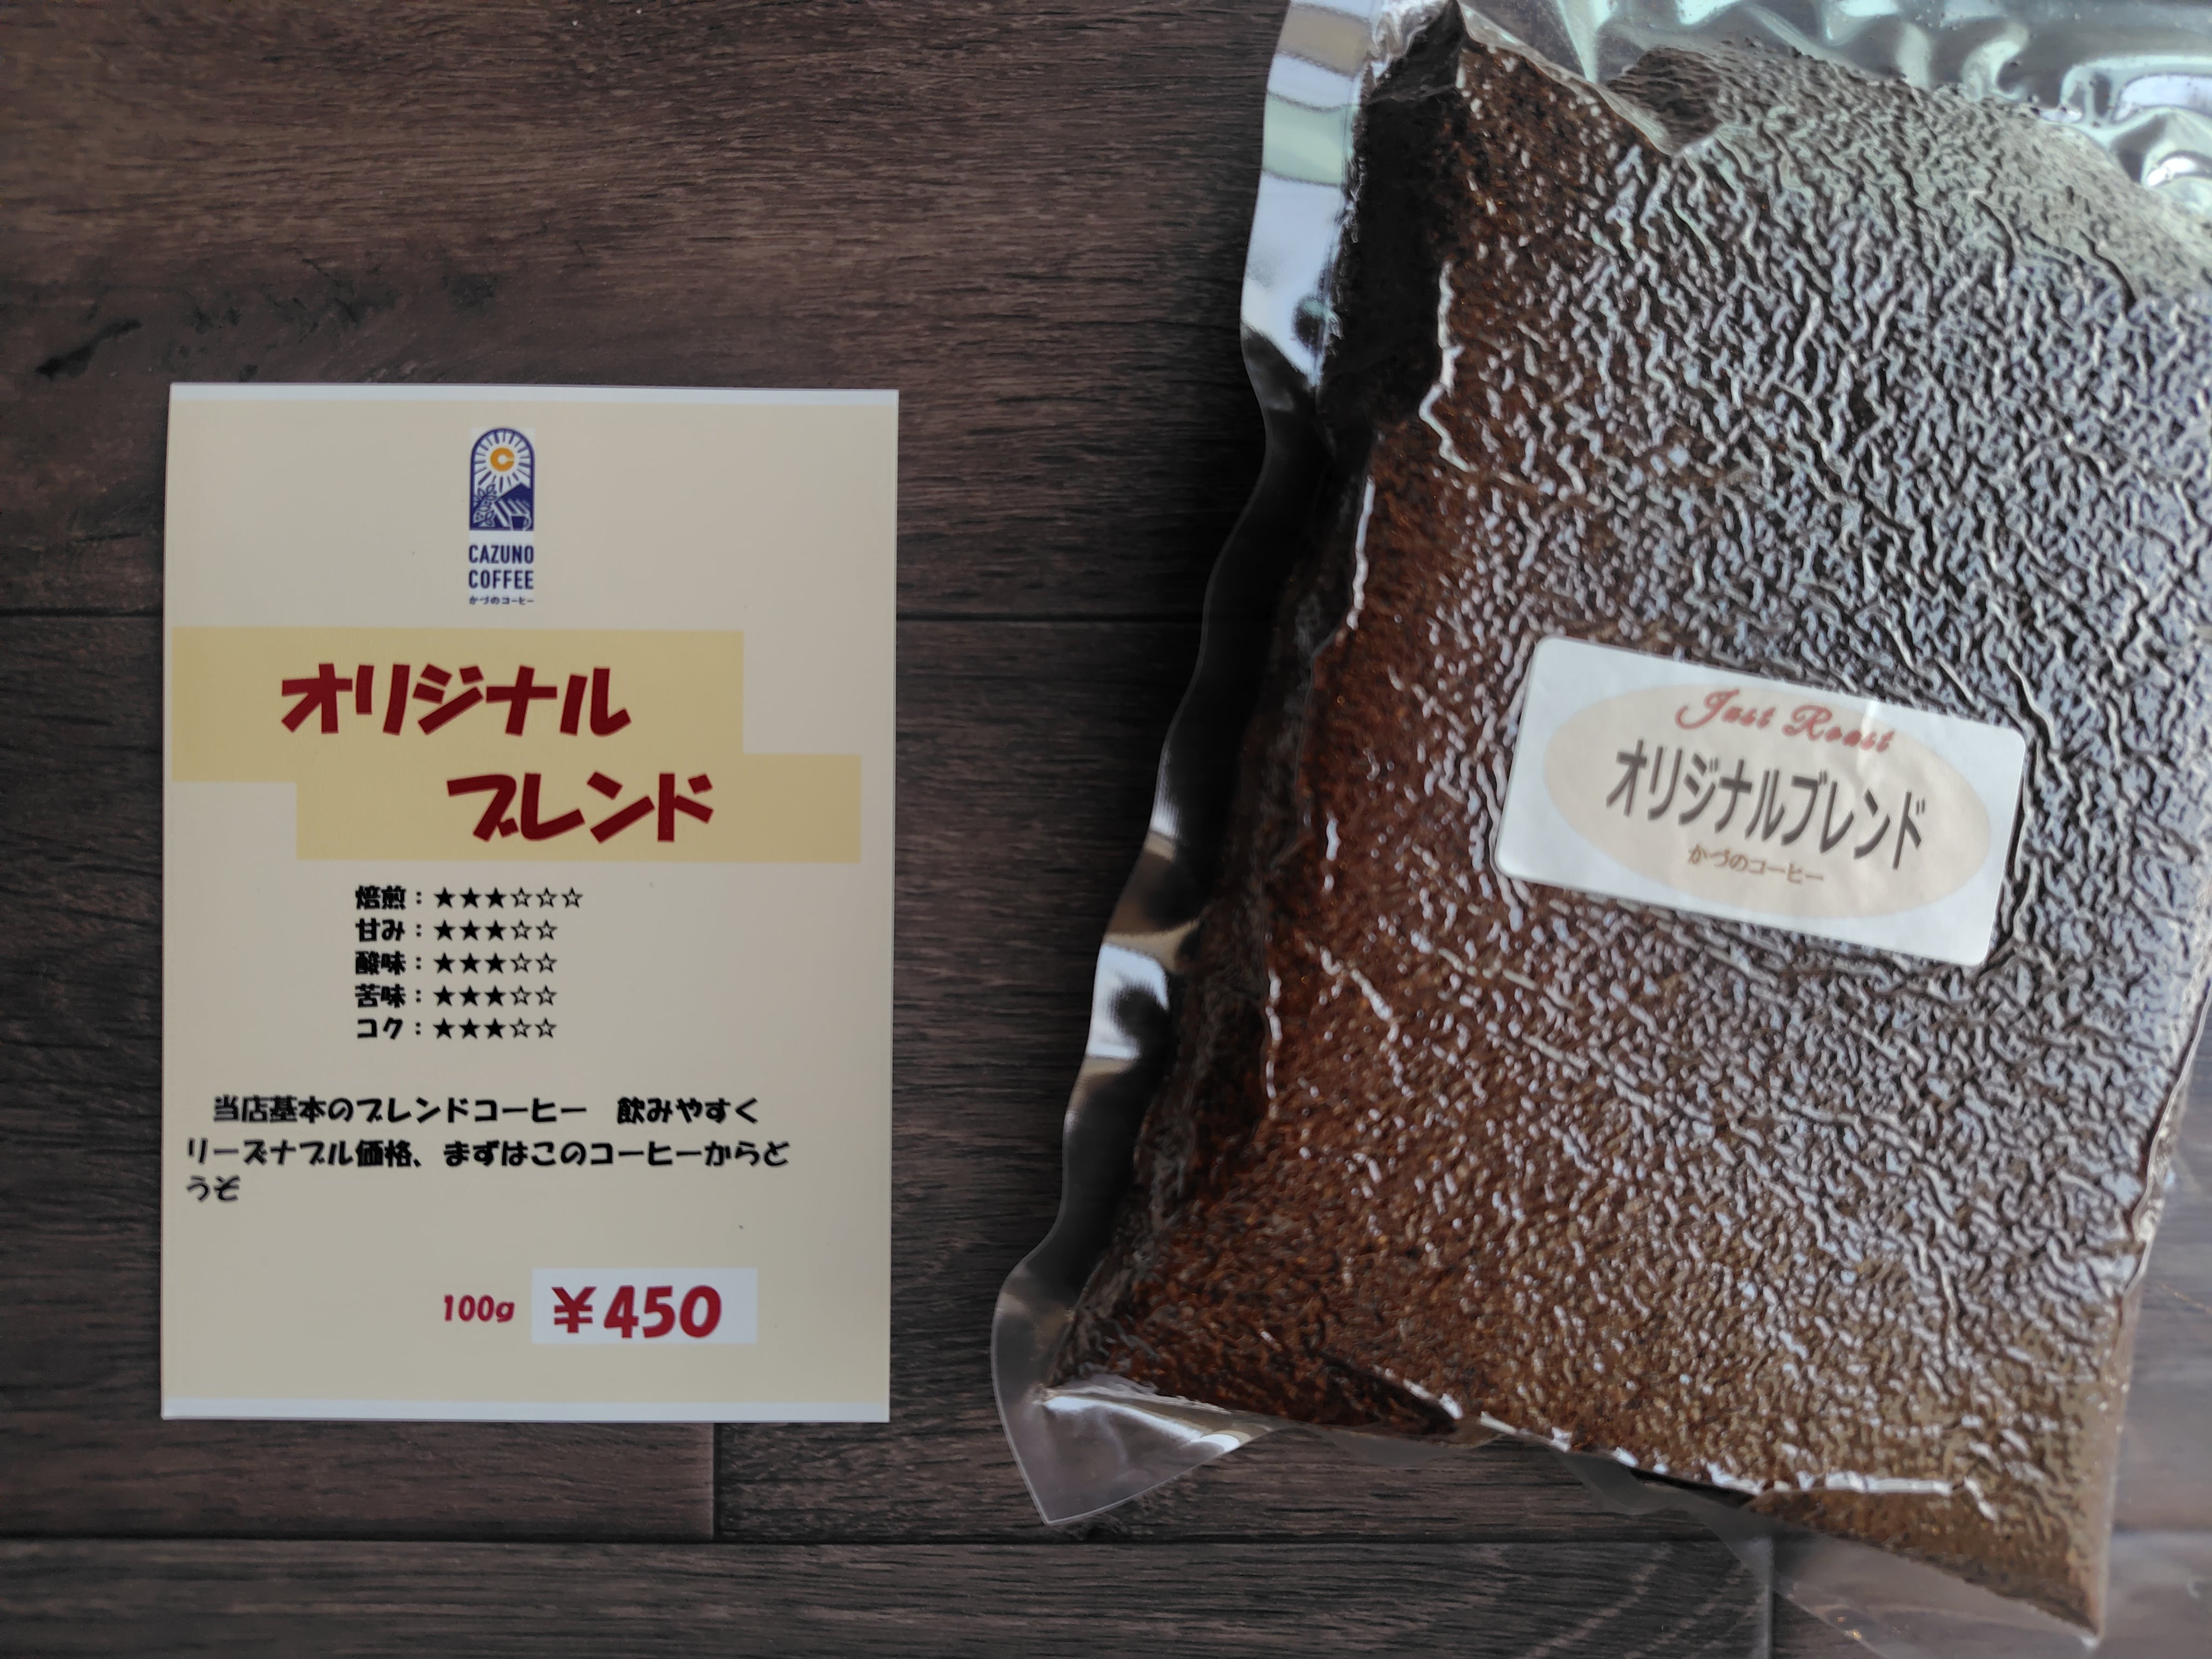 CAZUNO
COFFEE
かづのコーヒー
オリジナル
ブレンド
焙煎：★★★☆☆☆
甘み：★★★☆☆
酸味：★★★☆☆
苦味：★★★☆☆
コク：★★★☆☆
当店基本のブレンドコーヒー　飲みやすく
リーズナブル価格、まずはこのコーヒーからど
うぞ
100g ¥450
Just Roast
オリジナルブレンド
かづのコーヒー